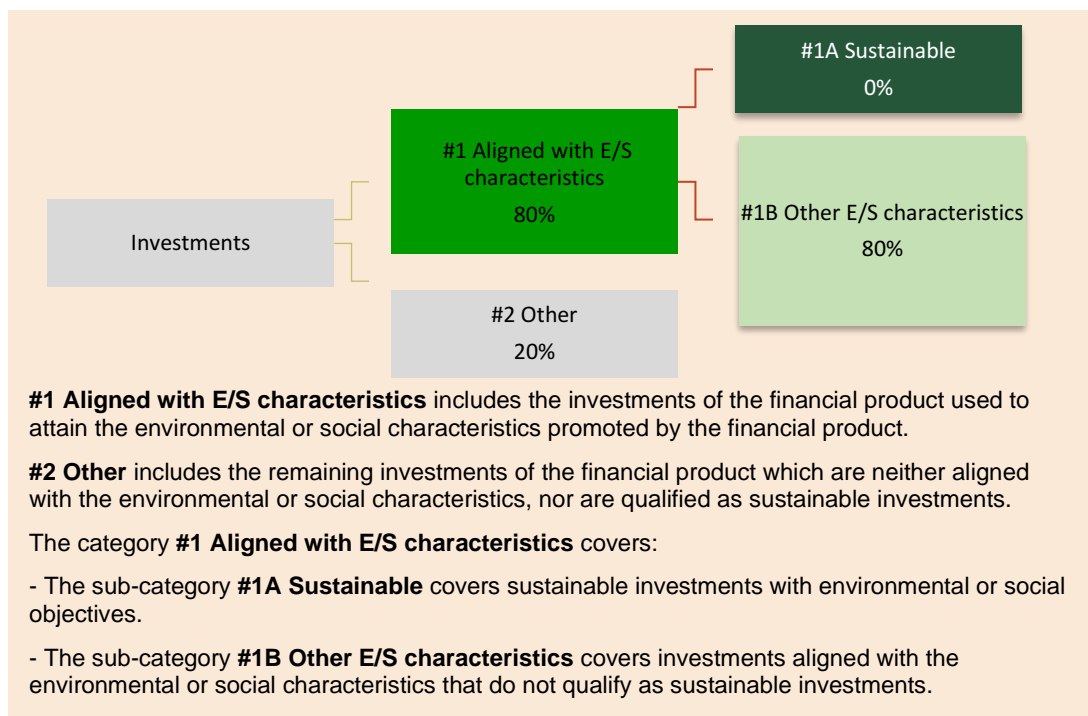 #1A Sustainable
0%
#1 Aligned with E/S
characteristics
80%
#1B Other E/S characteristics
80%
Investments
#2 Other
20%
#1 Aligned with E/S characteristics includes the investments of the financial product used to
attain the environmental or social characteristics promoted by the financial product.
#2 Other includes the remaining investments of the financial product which are neither aligned
with the environmental or social characteristics, nor are qualified as sustainable investments.
The category #1 Aligned with E/S characteristics covers:
- The sub-category #1A Sustainable covers sustainable investments with environmental or social
objectives.
- The sub-category #1B Other E/S characteristics covers investments aligned with the
environmental or social characteristics that do not qualify as sustainable investments.